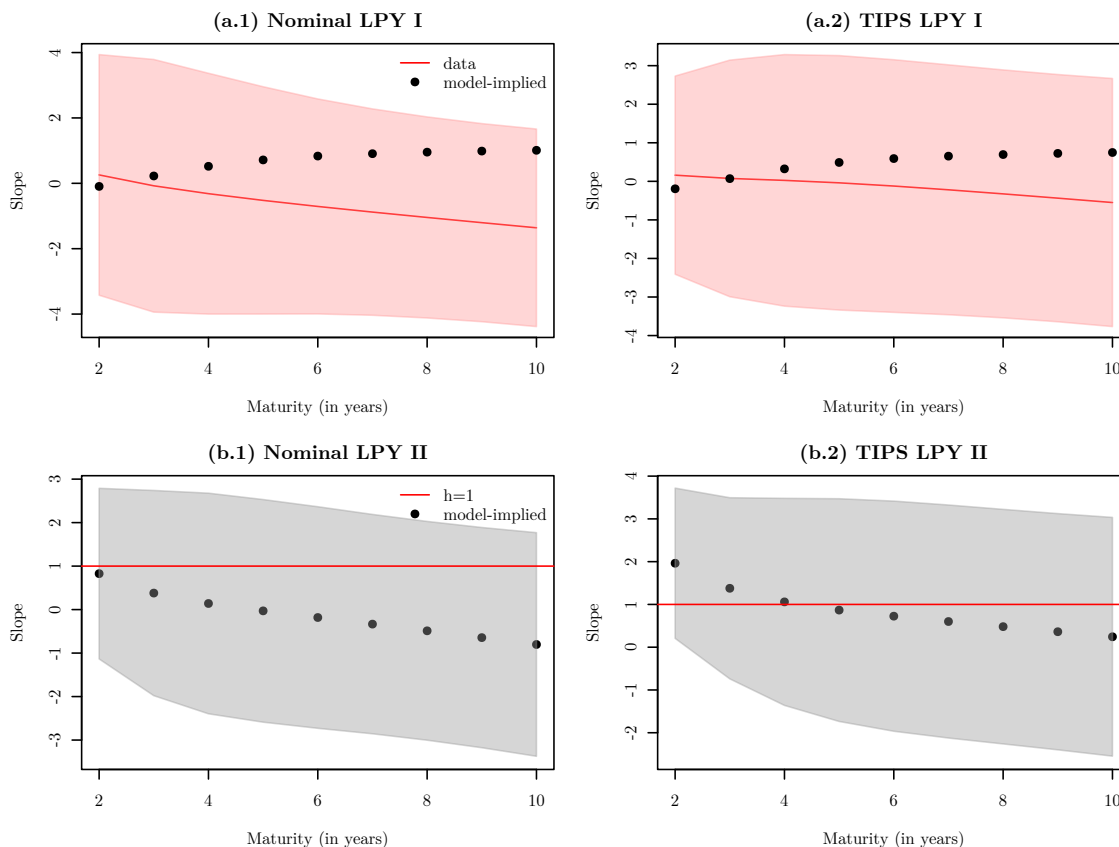 (a.1) Nominal LPY I
(a.2) TIPS LPY I
data
model-implied
Slope
4
2
0
-2
-4
2
4
6
8
10
Maturity (in years)
Slope
3
2
1
0
-1
-2
-3
-4
2
4
6
8
10
Maturity (in years)
(b.1) Nominal LPY II
(b.2) TIPS LPY II
h=1
model-implied
Slope
3
2
1
0
-1
-2
-3
2
4
6
8
10
Maturity (in years)
Slope
4
3
2
1
0
-1
-2
2
4
6
8
10
Maturity (in years)